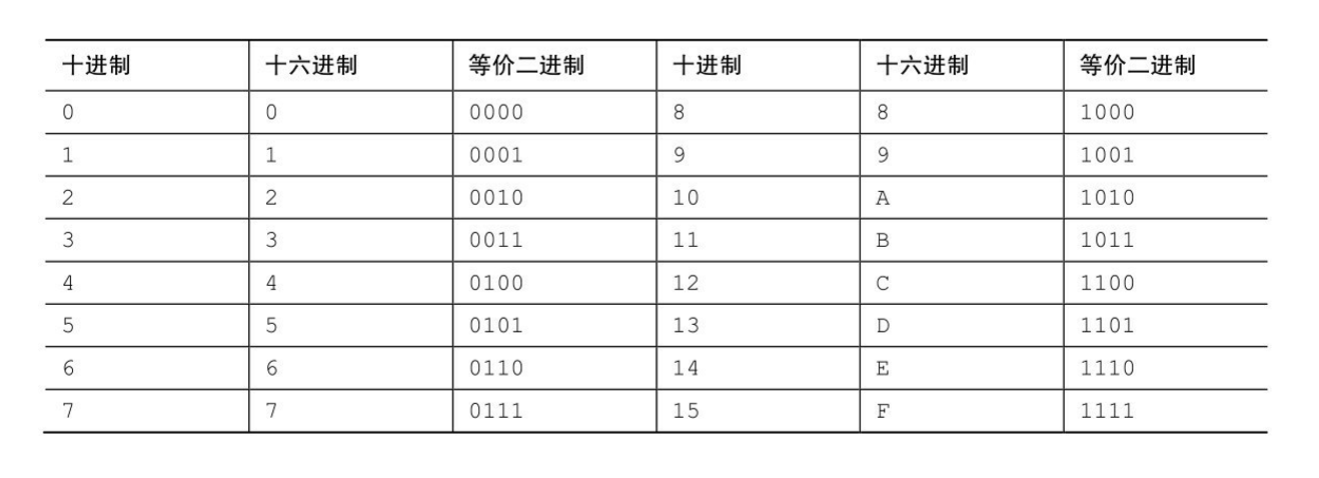 十进制 十六进制 等价二进制 十进制 十六进制 等价二进制
0 0 0000 8 8 1000
1 1 0001 9 9 1001
2 2 0010 10 A 1010
3 3 0011 11 B 1011
4 4 0100 12 C 1100
5 5 0101 13 D 1101
6 6 0110 14 E 1110
7 7 0111 15 F 1111